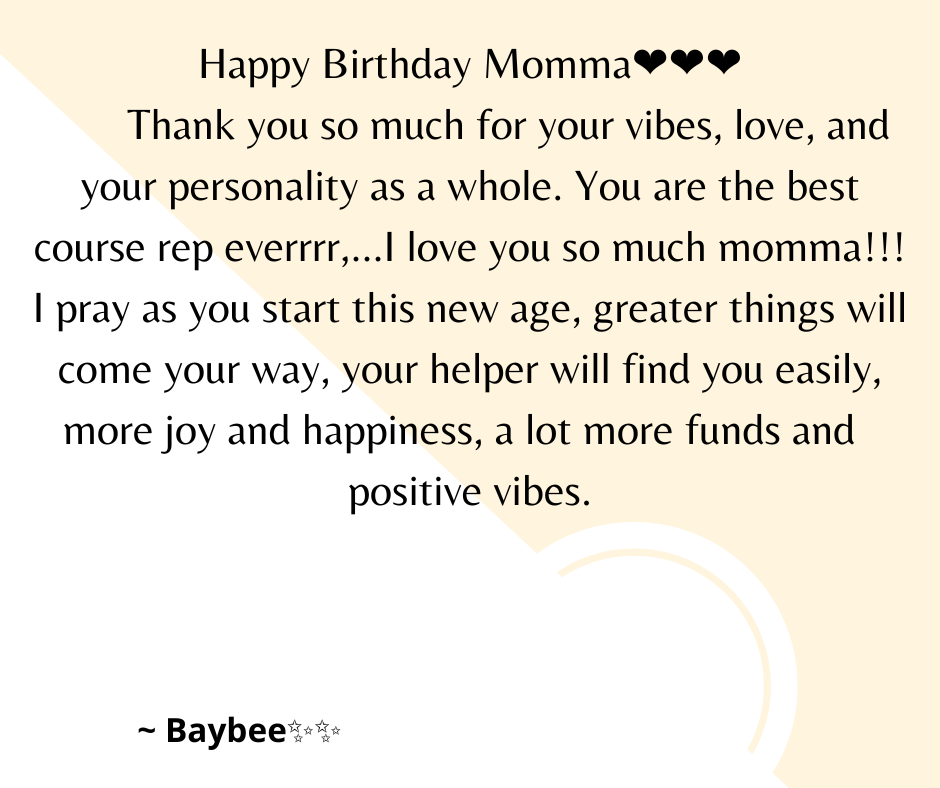 Happy Birthday Momma❤❤❤
Thank you so much for your vibes, love, and
your personality as a whole. You are the best
course rep everrrr,...I love you so much momma!!!
I pray as you start this new age, greater things will
come your way, your helper will find you easily,
more joy and happiness, a lot more funds and
positive vibes.
~ Baybee✨✨